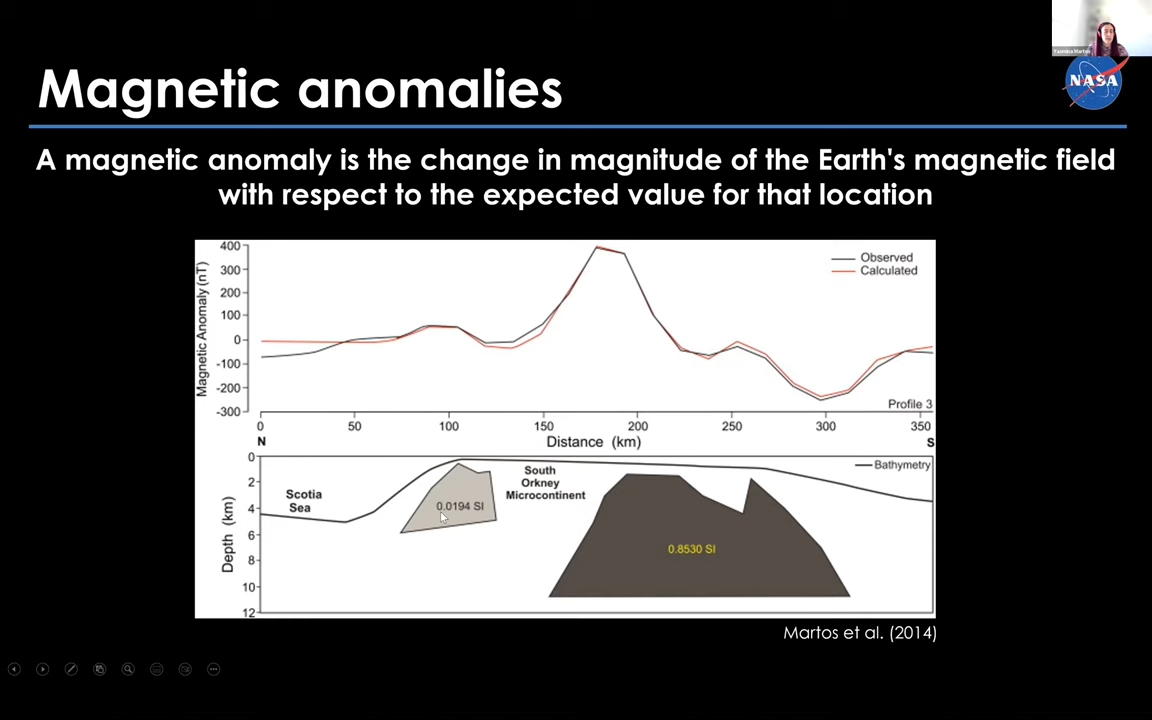 Yasmina Martos
NASA
Magnetic anomalies
A magnetic anomaly is the change in magnitude of the Earth's magnetic field
with respect to the expected value for that location
400
300
200
100
0
-100
-200
-300
Magnetic Anomaly (nT)
Observed
Calculated
Profile 3
0 50 100 150 200 250 300 350
N Distance (km) S
0
2
4
6
8
10
12
Depth (km)
Bathymetry
Scotia
Sea
South
Orkney
Microcontinent
0.0194 SI
0.8530 SI
Martos et al. (2014)